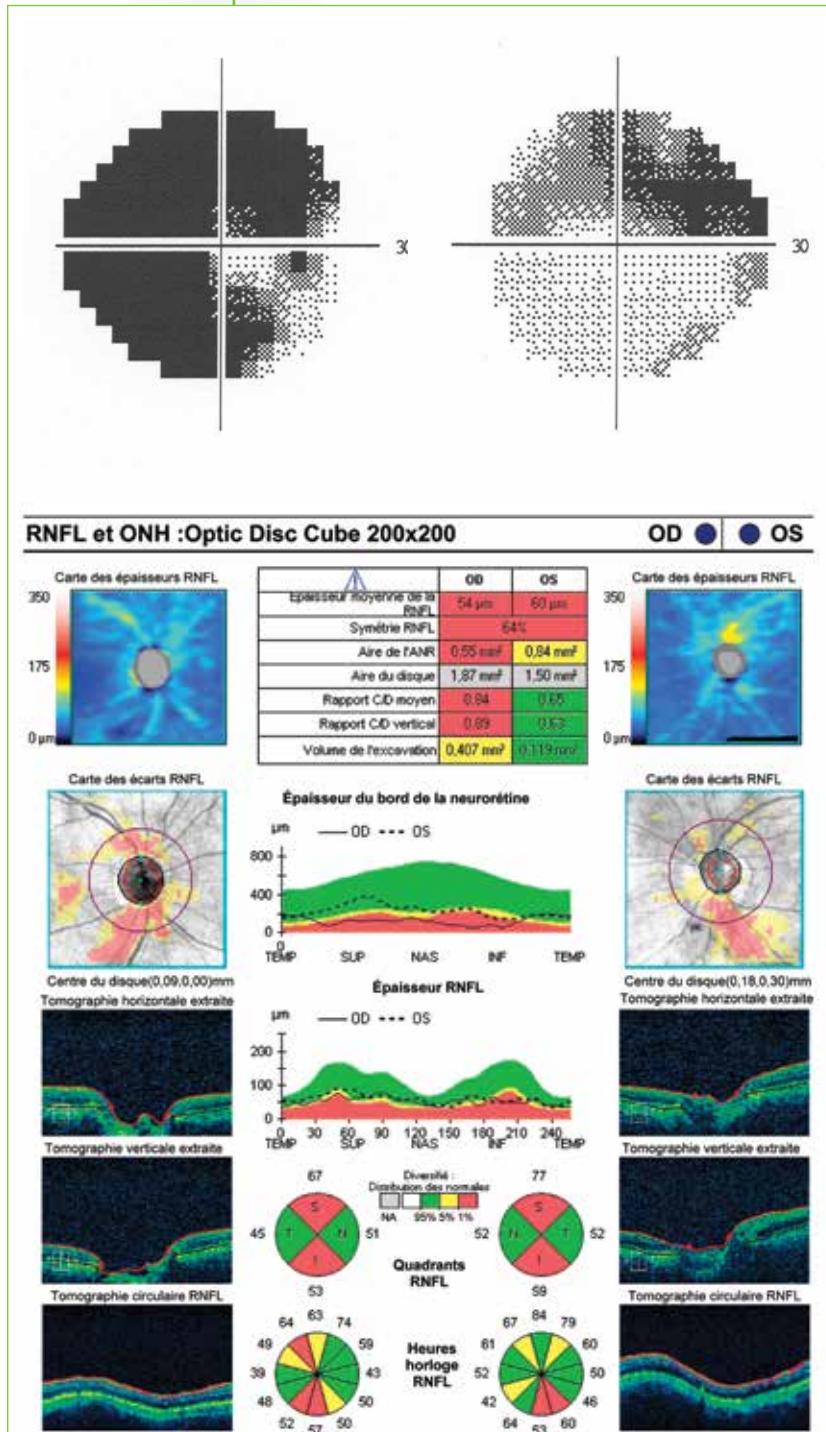 30
30
RNFL et ONH :Optic Disc Cube 200x200 OD OS
Carte des épaisseurs RNFL
350
175
0 µm
OD OS
Epaisseur moyenne de la RNFL 54 µm 60 µm
Symétrie RNFL 64%
Aire de l'ANR 0,55 mm² 0,84 mm²
Aire du disque 1,87 mm² 1,50 mm²
Rapport C/D moyen 0.84 0.65
Rapport C/D vertical 0.89 0.63
Volume de l'excavation 0,407 mm³ 0,119 mm³
Carte des épaisseurs RNFL
350
175
0 µm
Carte des écarts RNFL
Centre du disque(0,09,0,00)mm
Épaisseur du bord de la neurorétine
µm OD OS
800
400
0
0
TEMP SUP NAS INF TEMP
Carte des écarts RNFL
Centre du disque(0,18,0,30)mm
Tomographie horizontale extraite
Épaisseur RNFL
µm OD OS
200
100
0
0 30 60 90 120 150 180 210 240
TEMP SUP NAS INF TEMP
Tomographie horizontale extraite
Tomographie verticale extraite
67
S
45 T N 51
I
53
Diversifié :
Distribution des normales
NA 95% 5% 1%
Quadrants
RNFL
77
S
52 N T 52
I
59
Tomographie verticale extraite
Tomographie circulaire RNFL
63
64 74
49 59
39 43
48 50
52 50
57
Heures
horloge
RNFL
84
67 79
61 60
52 50
42 46
64 60
53
Tomographie circulaire RNFL